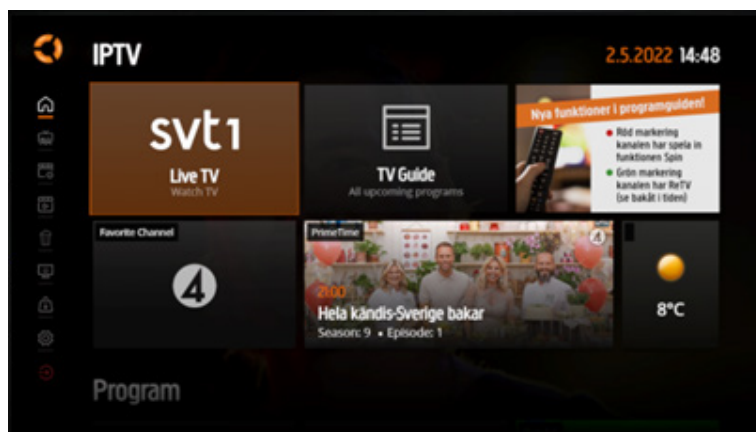 IPTV
2.5.2022 14:48
svt1
Live TV
Watch TV
TV Guide
All upcoming programs
Nya funktioner i programguiden!
Röd markering
kanalen har spela in
funktionen Spin
Grön markering
kanalen har ReTV
(se bakåt i tiden)
Favorite Channel
4
PrimeTime
4
21:00
Hela kändis-Sverige bakar
Season: 9 • Episode: 1
8°C
Program